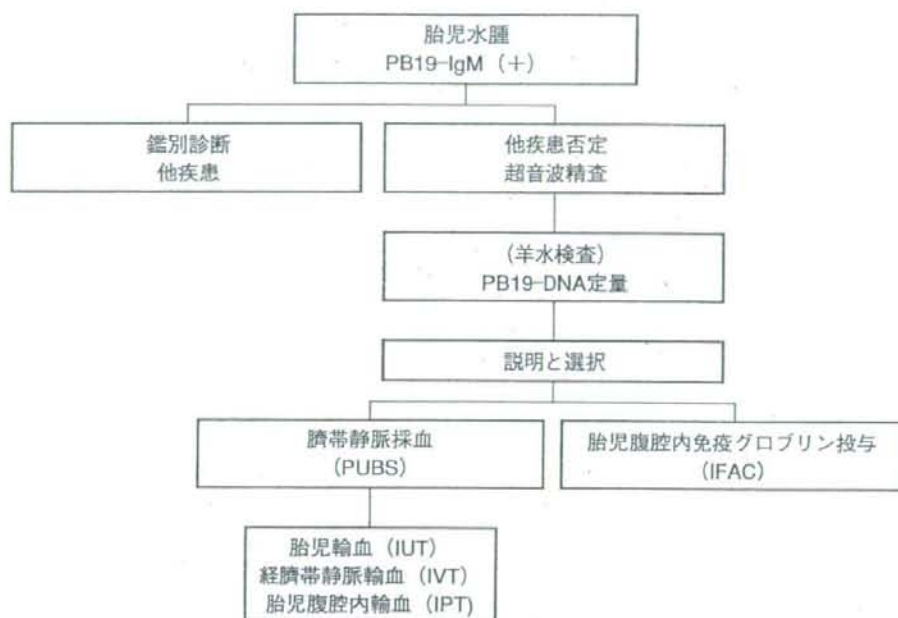 胎児水腫
PB19-IgM（+）
鑑別診断
他疾患
他疾患否定
超音波精査
（羊水検査）
PB19-DNA定量
説明と選択
臍帯静脈採血
（PUBS）
胎児腹腔内免疫グロブリン投与
（IFAC）
胎児輸血（IUT）
経臍帯静脈輸血（IVT）
胎児腹腔内輸血（IPT）